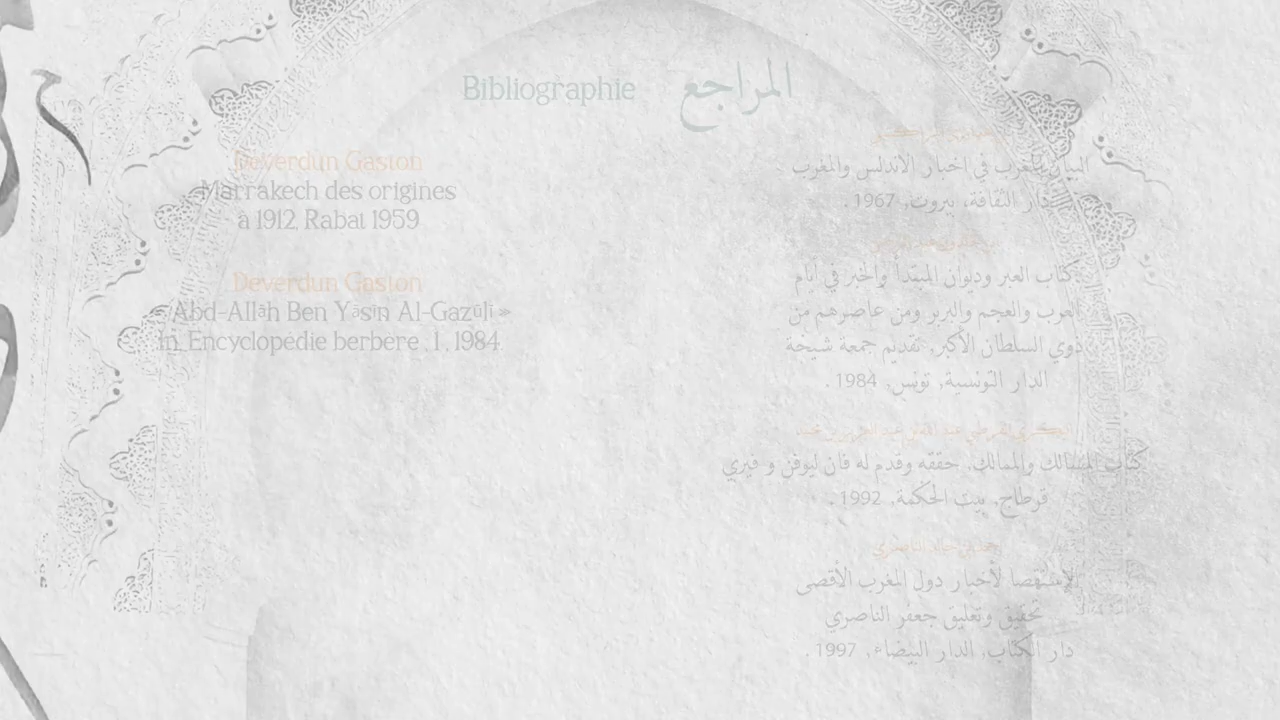 Bibliographie المراجع
Deverdun Gaston
Marrakech des origines
à 1912, Rabat 1959
Deverdun Gaston
Abd-Allāh Ben Yāsīn Al-Gazūlī »
in Encyclopédie berbère . 1 . 1984
البيان المغرب في اخبار الأندلس والمغرب
دار الثقافة، بيروت، 1967 .
كتاب العبر وديوان المبتدأ والخبر في أيام
العرب والعجم والبربر ومن عاصرهم من
ذوي السلطان الأكبر، تقديم جمعة شيخة
الدار التونسية، تونس، 1984 .
كتاب المسالك والممالك، حققه وقدم له فان ليوفن و فيري
قرطاج، بيت الحكمة، 1992 .
الاستقصا لأخبار دول المغرب الأقصى
تحقيق وتعليق جعفر الناصري
دار الكتاب، الدار البيضاء، 1997 .